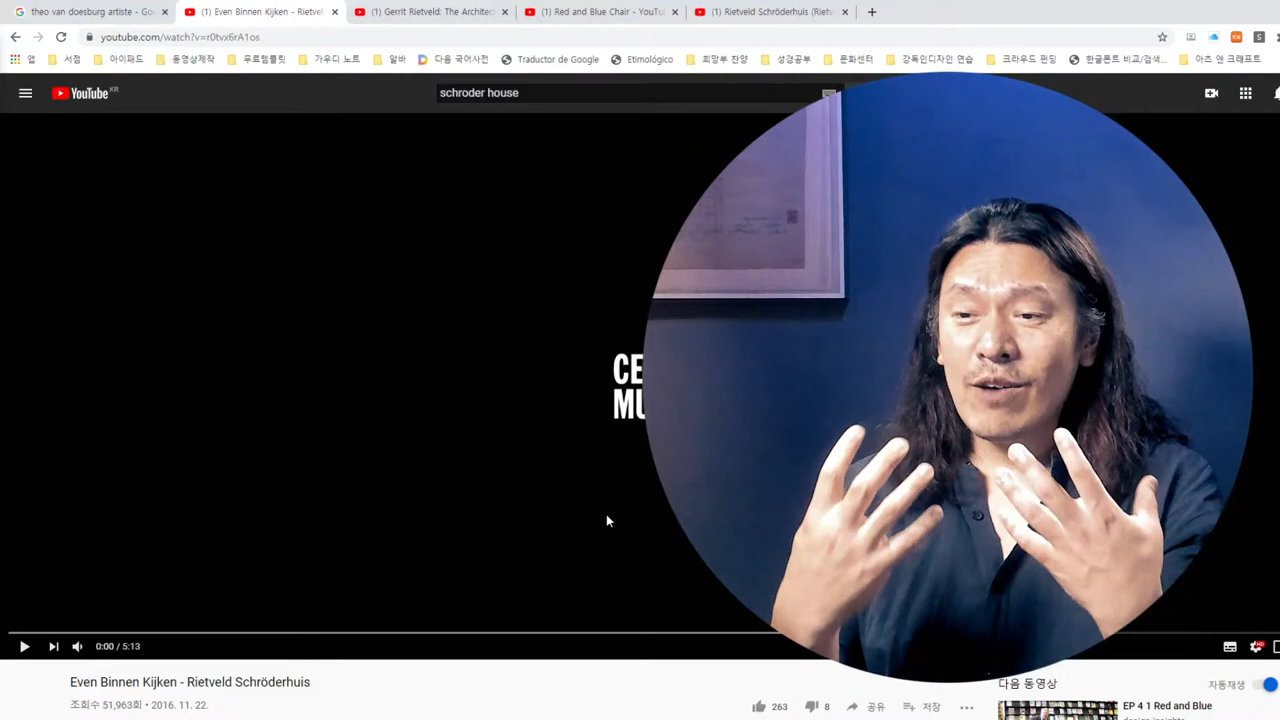 theo van doesburg artiste - Go
(1) Even Binnen Kijken - Rietvel
(1) Gerrit Rietveld: The Architec
(1) Red and Blue Chair - YouTu
(1) Rietveld Schröderhuis (Rietv
youtube.com/watch?v=r0tvx6rA1os
앱 서점 아이패드 동영상제작 무료템플릿 가우디 노트 알바 다음 국어사전 Traductor de Google Etimológico 희망부 찬양 성경공부 문화센터 강독인디자인 연습 크라우드 펀딩 한글폰트 비교/검색... 아츠 앤 크래프트
YouTube KR
schroder house
CE
MU
0:00 / 5:13
Even Binnen Kijken - Rietveld Schröderhuis
조회수 51,963회 • 2016. 11. 22.
263 8 공유 저장
다음 동영상 자동재생
EP 4 1 Red and Blue
design insights